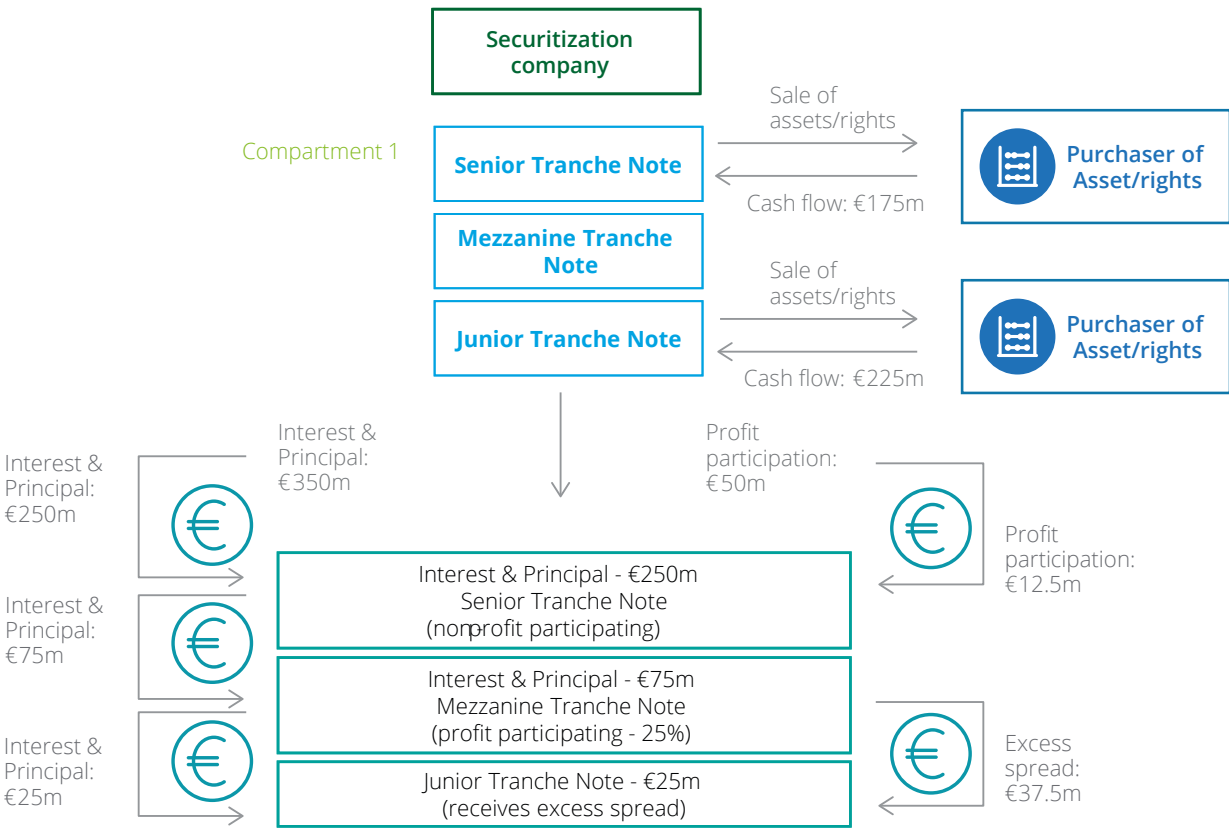 Securitization
company
Sale of
assets/rights
Compartment 1
Senior Tranche Note
Purchaser of
Asset/rights
Cash flow: €175m
Mezzanine Tranche
Note
Sale of
assets/rights
Junior Tranche Note
Purchaser of
Asset/rights
Cash flow: €225m
Interest &
Principal:
€350m
Profit
participation:
€50m
Interest &
Principal:
€250m
Profit
participation:
€12.5m
Interest & Principal - €250m
Senior Tranche Note
(non-profit participating)
Interest &
Principal:
€75m
Interest & Principal - €75m
Mezzanine Tranche Note
(profit participating - 25%)
Interest &
Principal:
€25m
Excess
spread:
€37.5m
Junior Tranche Note - €25m
(receives excess spread)